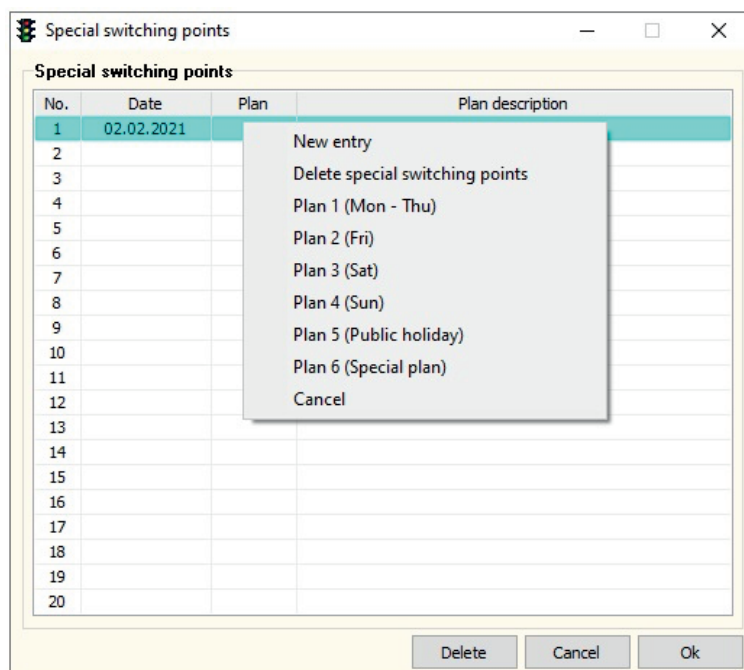 Special switching points
Special switching points
No. Date Plan Plan description
1 02.02.2021
New entry
2
Delete special switching points
3
4 Plan 1 (Mon - Thu)
5 Plan 2 (Fri)
6
7 Plan 3 (Sat)
8 Plan 4 (Sun)
9 Plan 5 (Public holiday)
10
11 Plan 6 (Special plan)
12 Cancel
13
14
15
16
17
18
19
20
Delete Cancel Ok